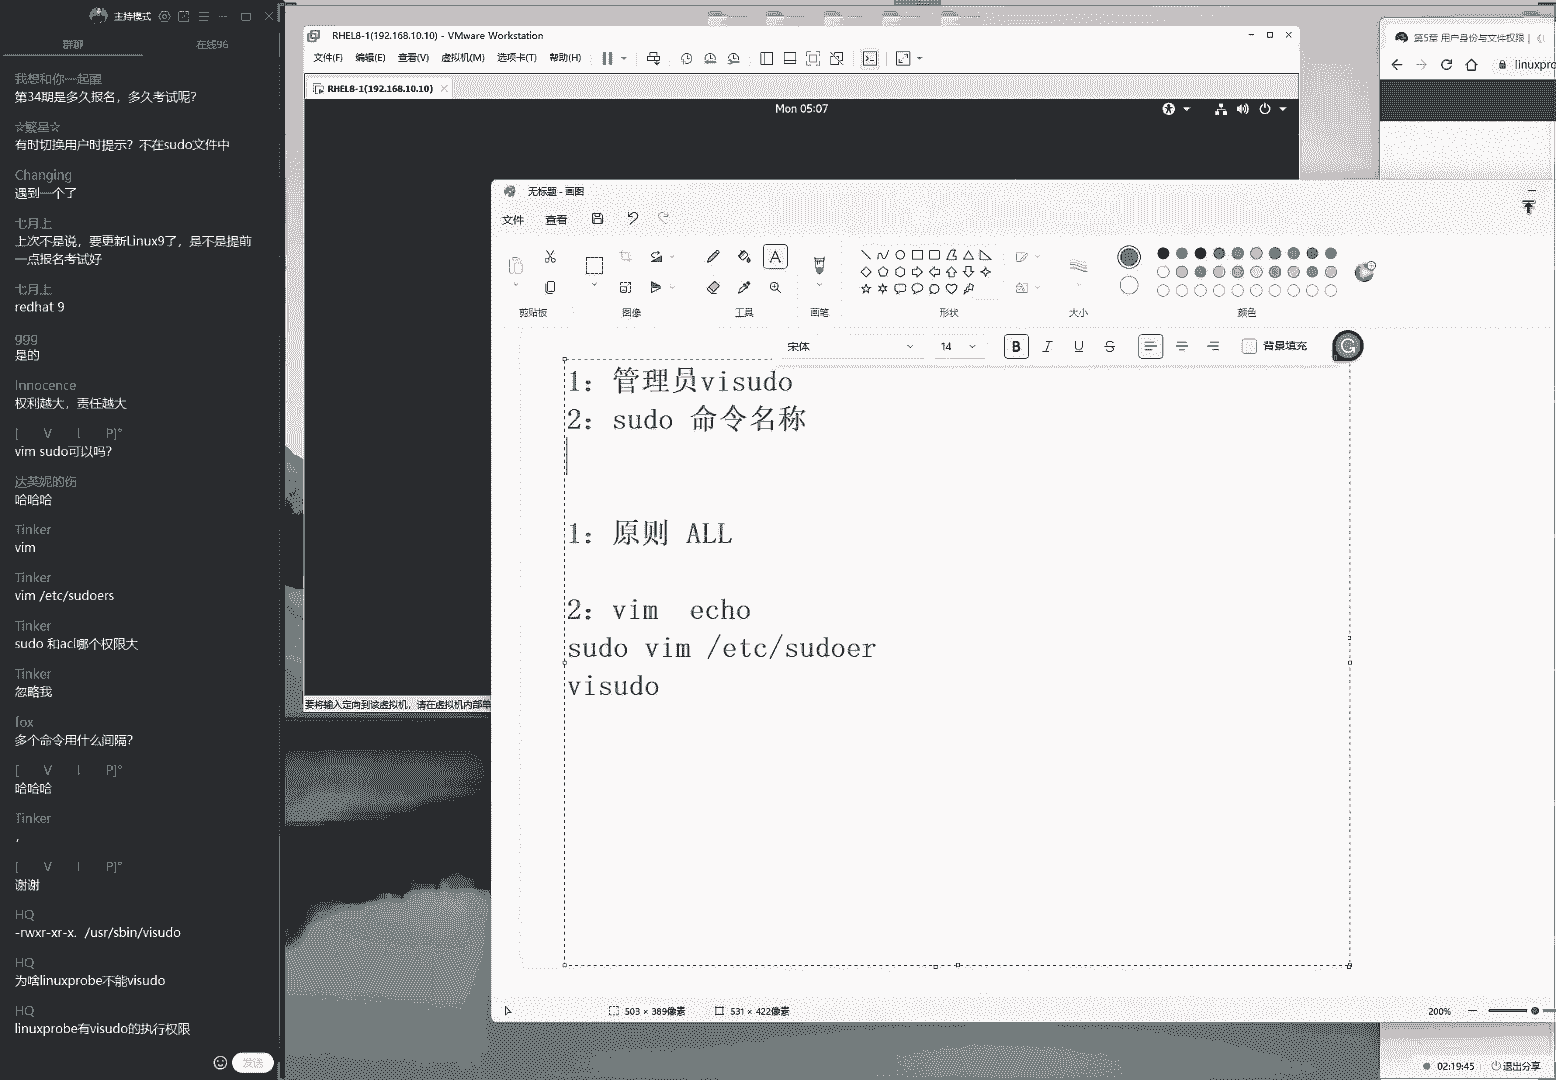 主持模式
群聊
在线96
我想和你一起醒
第34期是多久报名，多久考试呢？
☆繁星☆
有时切换用户时提示？不在sudo文件中
Changing
遇到一个了
七月上
上次不是说，要更新Linux9了，是不是提前
一点报名考试好
七月上
redhat 9
ggg
是的
Innocence
权利越大，责任越大
[ V I P]°
vim sudo可以吗？
达芙妮的伤
哈哈哈
Tinker
vim
Tinker
vim /etc/sudoers
Tinker
sudo 和acl哪个权限大
Tinker
忽略我
fox
多个命令用什么间隔？
[ V I P]°
哈哈哈
Tinker
，
[ V I P]°
谢谢
HQ
-rwxr-xr-x. /usr/sbin/visudo
HQ
为啥linuxprobe不能visudo
HQ
linuxprobe有visudo的执行权限
发送
RHEL8-1(192.168.10.10) - VMware Workstation
文件(F) 编辑(E) 查看(V) 虚拟机(M) 选项卡(T) 帮助(H)
RHEL8-1(192.168.10.10)
Mon 05:07
要将输入定向到该虚拟机，请在虚拟机内部单
第5章 用户身份与文件权限 |
linuxpro
无标题 - 画图
文件 查看
剪贴板 图像 工具 画笔 形状 大小 颜色
宋体 14 B I U S 背景填充
1：管理员visudo
2：sudo 命令名称
1：原则 ALL
2：vim echo
sudo vim /etc/sudoer
visudo
503 × 389像素 531 × 422像素 200%
02:19:45 退出分享